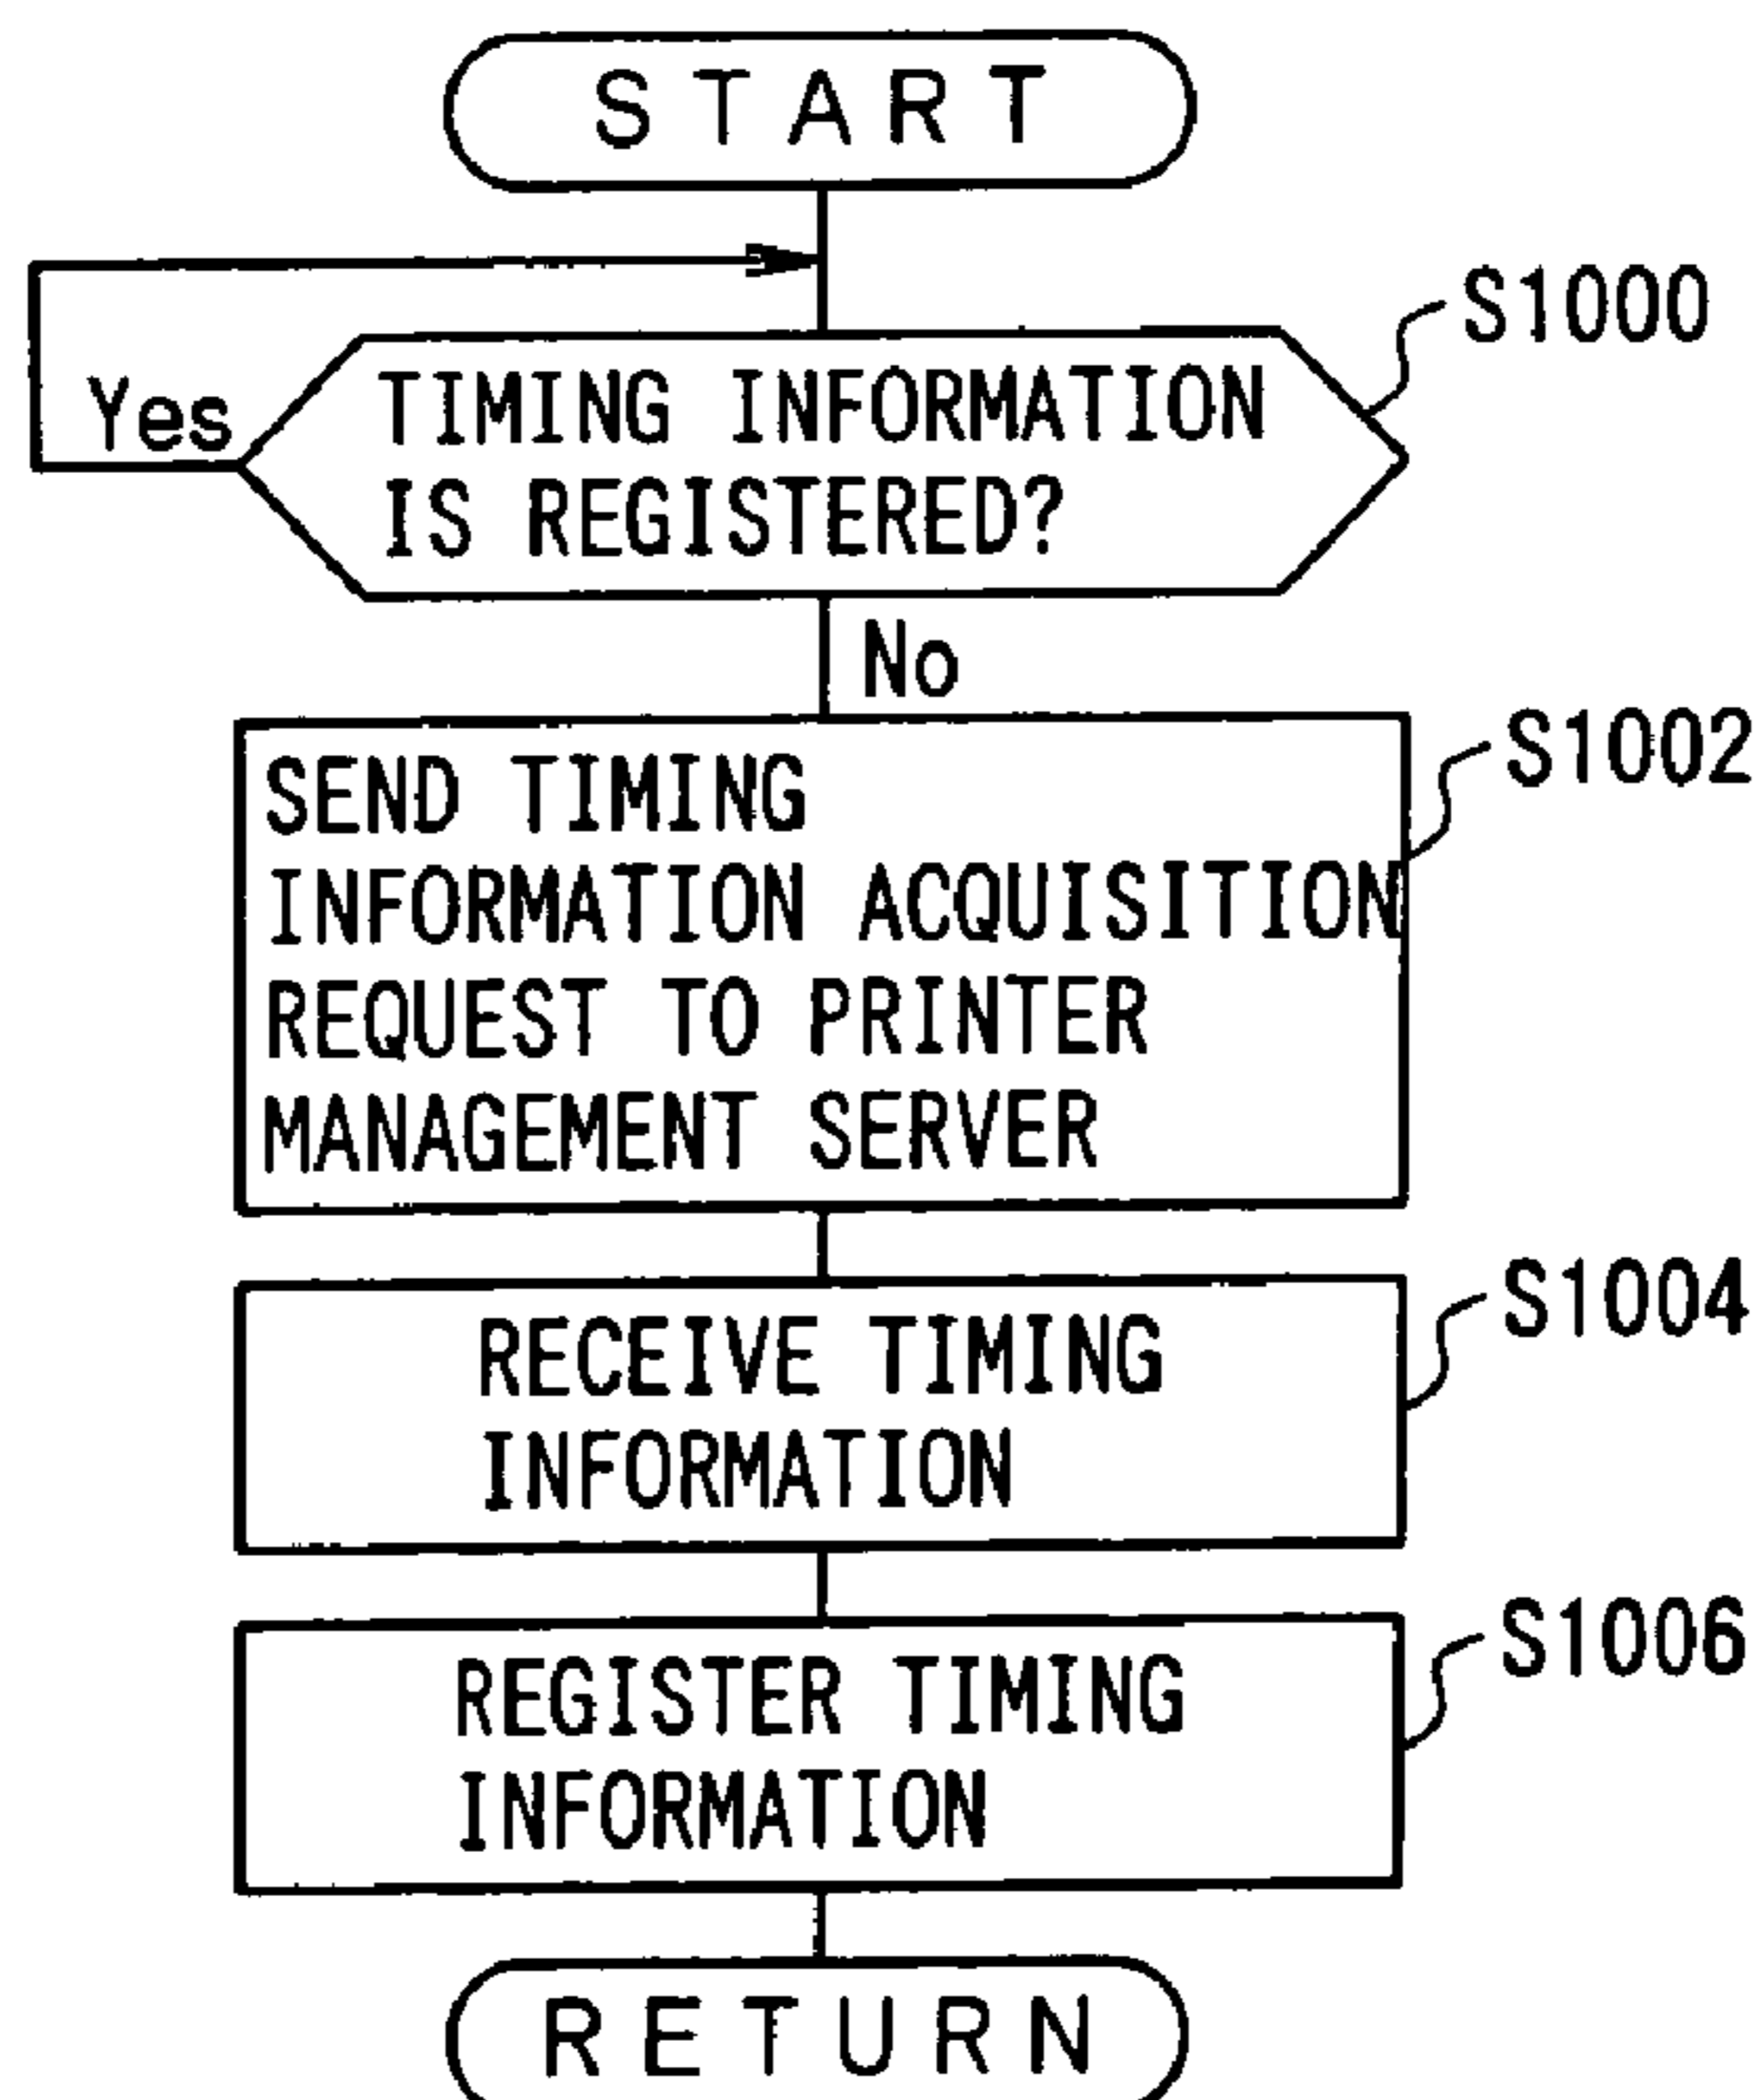 START
S1000
Yes
TIMING INFORMATION
IS REGISTERED?
No
S1002
SEND TIMING
INFORMATION ACQUISITION
REQUEST TO PRINTER
MANAGEMENT SERVER
S1004
RECEIVE TIMING
INFORMATION
S1006
REGISTER TIMING
INFORMATION
RETURN